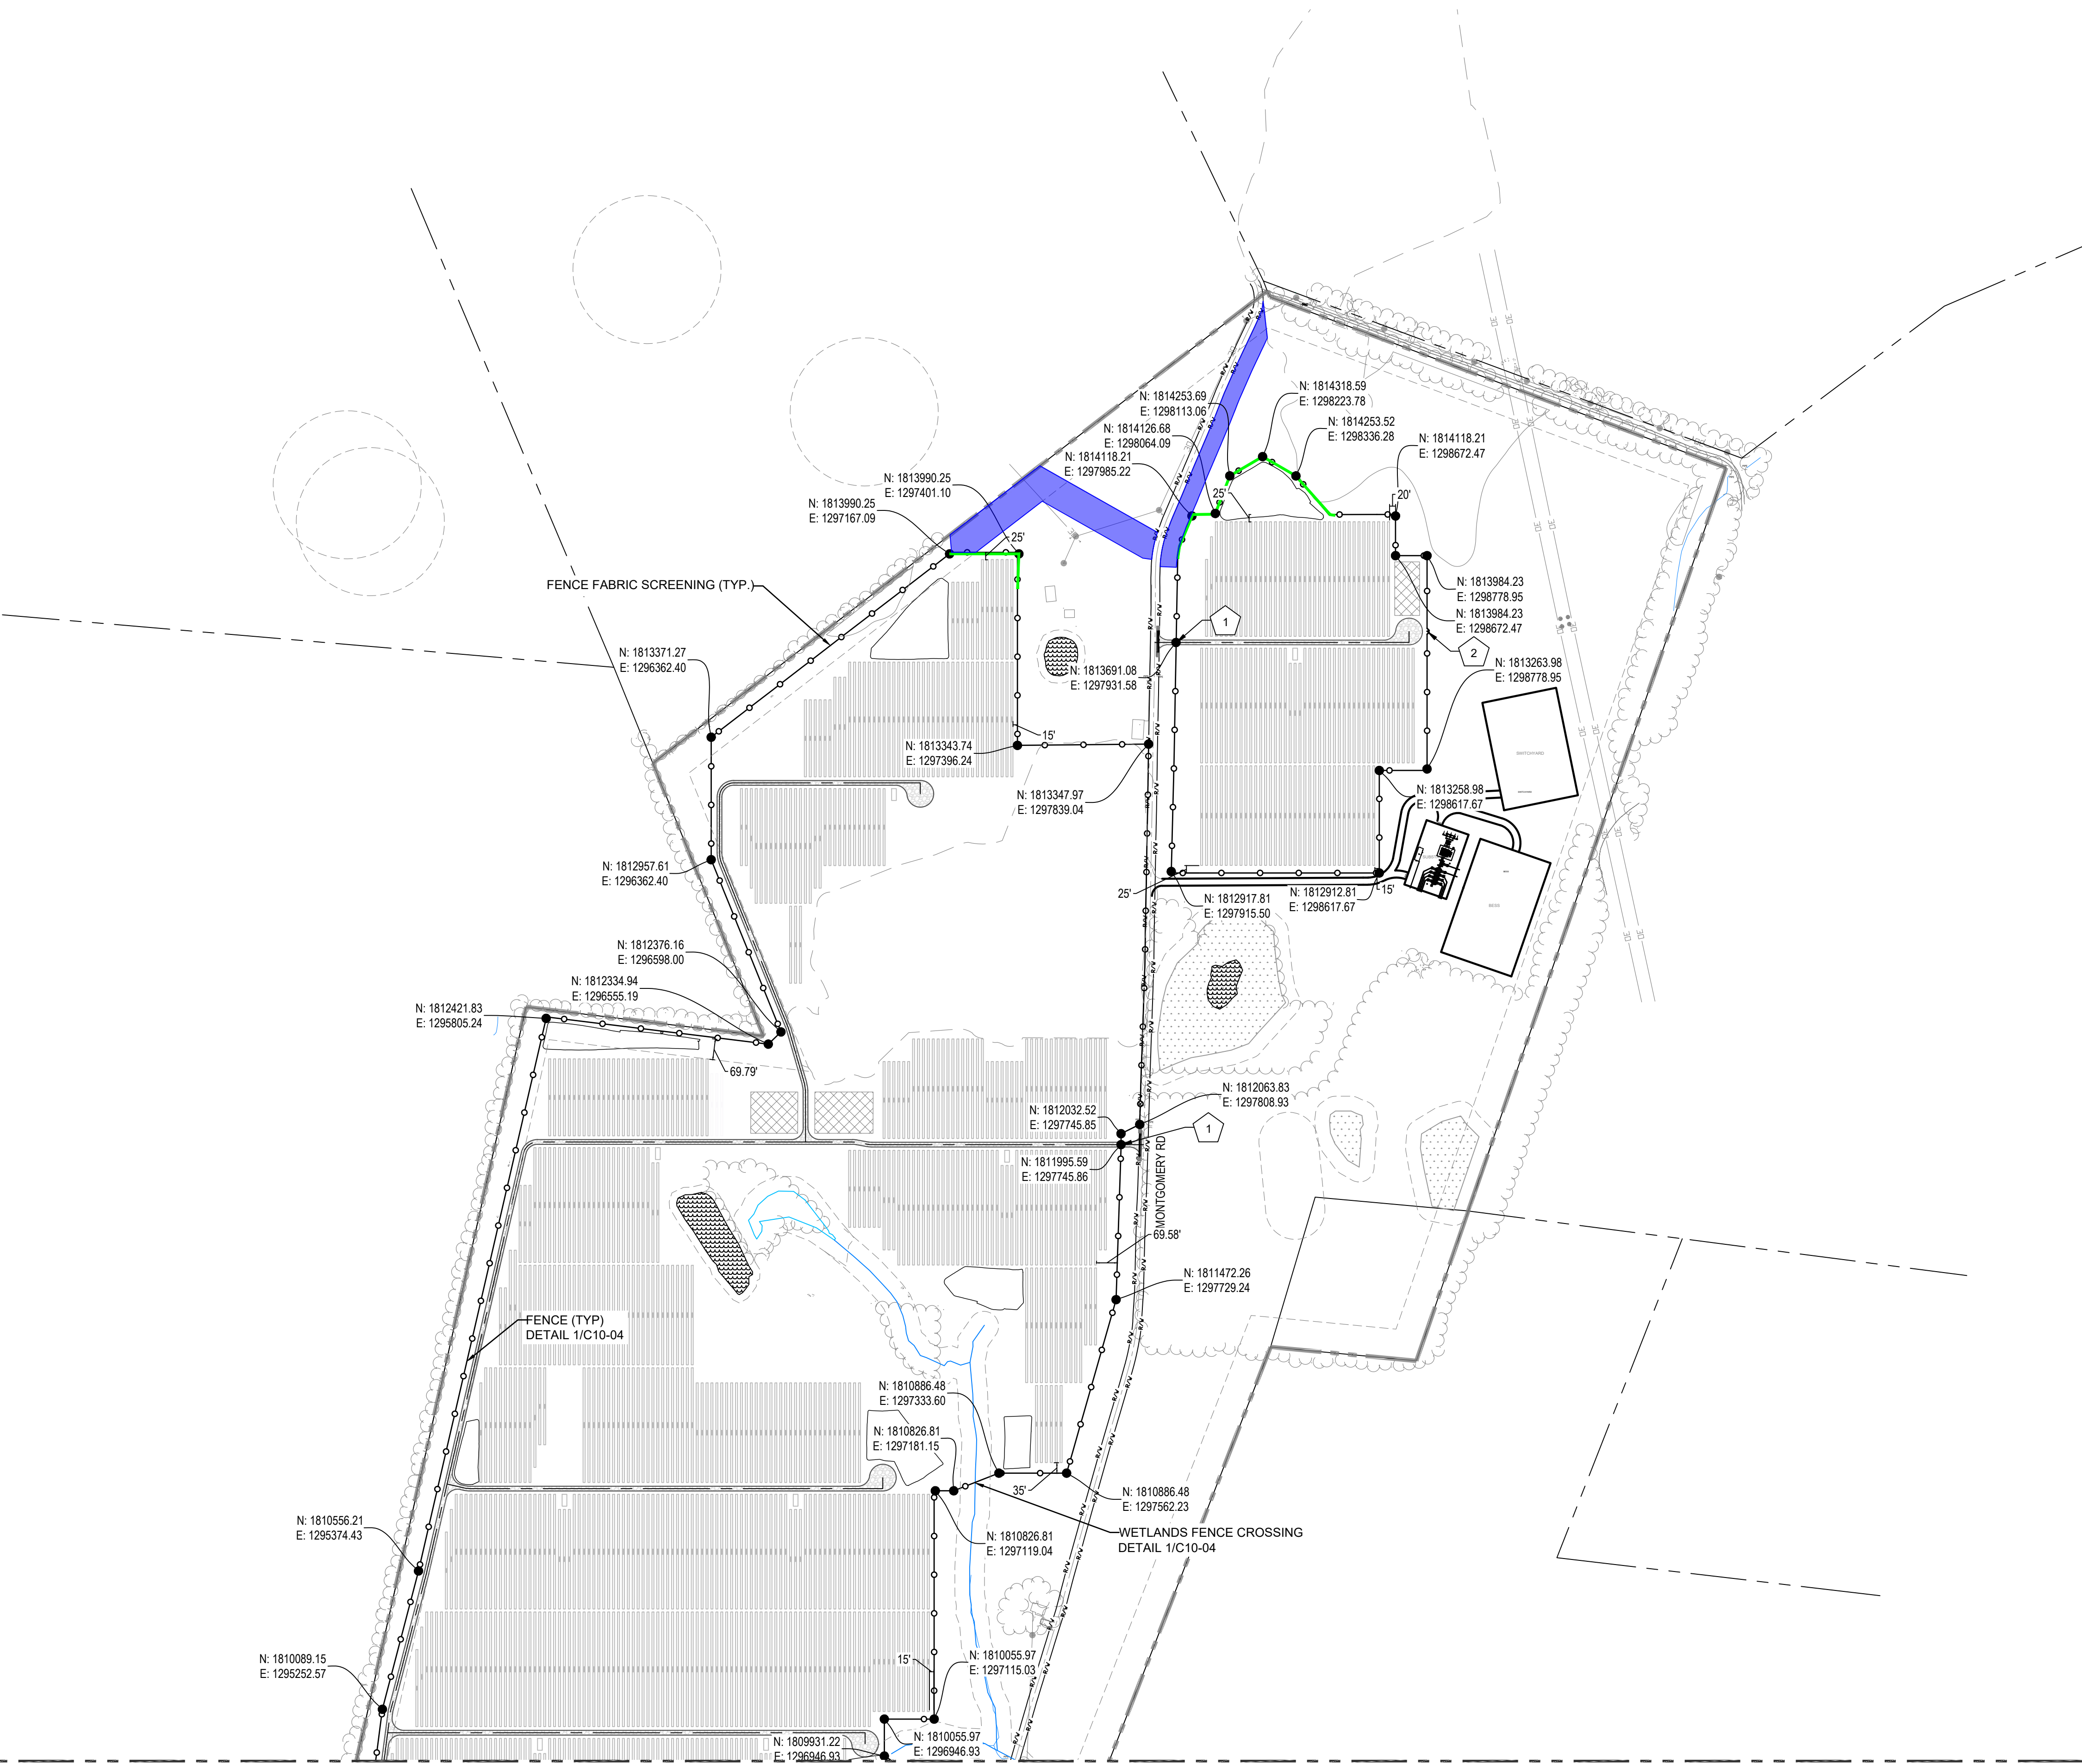 N: 1814318.59
E: 1298223.78
N: 1814253.69
E: 1298113.06
N: 1814253.52
E: 1298336.28
N: 1814126.68
E: 1298064.09
N: 1814118.21
E: 1298672.47
N: 1814118.21
E: 1297985.22
N: 1813990.25
E: 1297401.10
25'
20'
N: 1813990.25
E: 1297167.09
25'
FENCE FABRIC SCREENING (TYP.)
N: 1813984.23
E: 1298778.95
N: 1813984.23
E: 1298672.47
1
2
N: 1813371.27
E: 1296362.40
N: 1813691.08
E: 1297931.58
N: 1813263.98
E: 1298778.95
15'
N: 1813343.74
E: 1297396.24
SWITCHYARD
N: 1813347.97
E: 1297839.04
N: 1813258.98
E: 1298617.67
N: 1812957.61
E: 1296362.40
25'
N: 1812917.81
E: 1297915.50
N: 1812912.81
E: 1298617.67
15'
BESS
N: 1812376.16
E: 1296598.00
N: 1812334.94
E: 1296555.19
N: 1812421.83
E: 1295805.24
69.79'
N: 1812063.83
E: 1297808.93
N: 1812032.52
E: 1297745.85
1
N: 1811995.59
E: 1297745.86
MONTGOMERY RD
69.58'
N: 1811472.26
E: 1297729.24
FENCE (TYP)
DETAIL 1/C10-04
N: 1810886.48
E: 1297333.60
N: 1810826.81
E: 1297181.15
35'
N: 1810886.48
E: 1297562.23
N: 1810556.21
E: 1295374.43
N: 1810826.81
E: 1297119.04
WETLANDS FENCE CROSSING
DETAIL 1/C10-04
N: 1810089.15
E: 1295252.57
15'
N: 1810055.97
E: 1297115.03
N: 1809931.22
E: 1296946.93
N: 1810055.97
E: 1296946.93